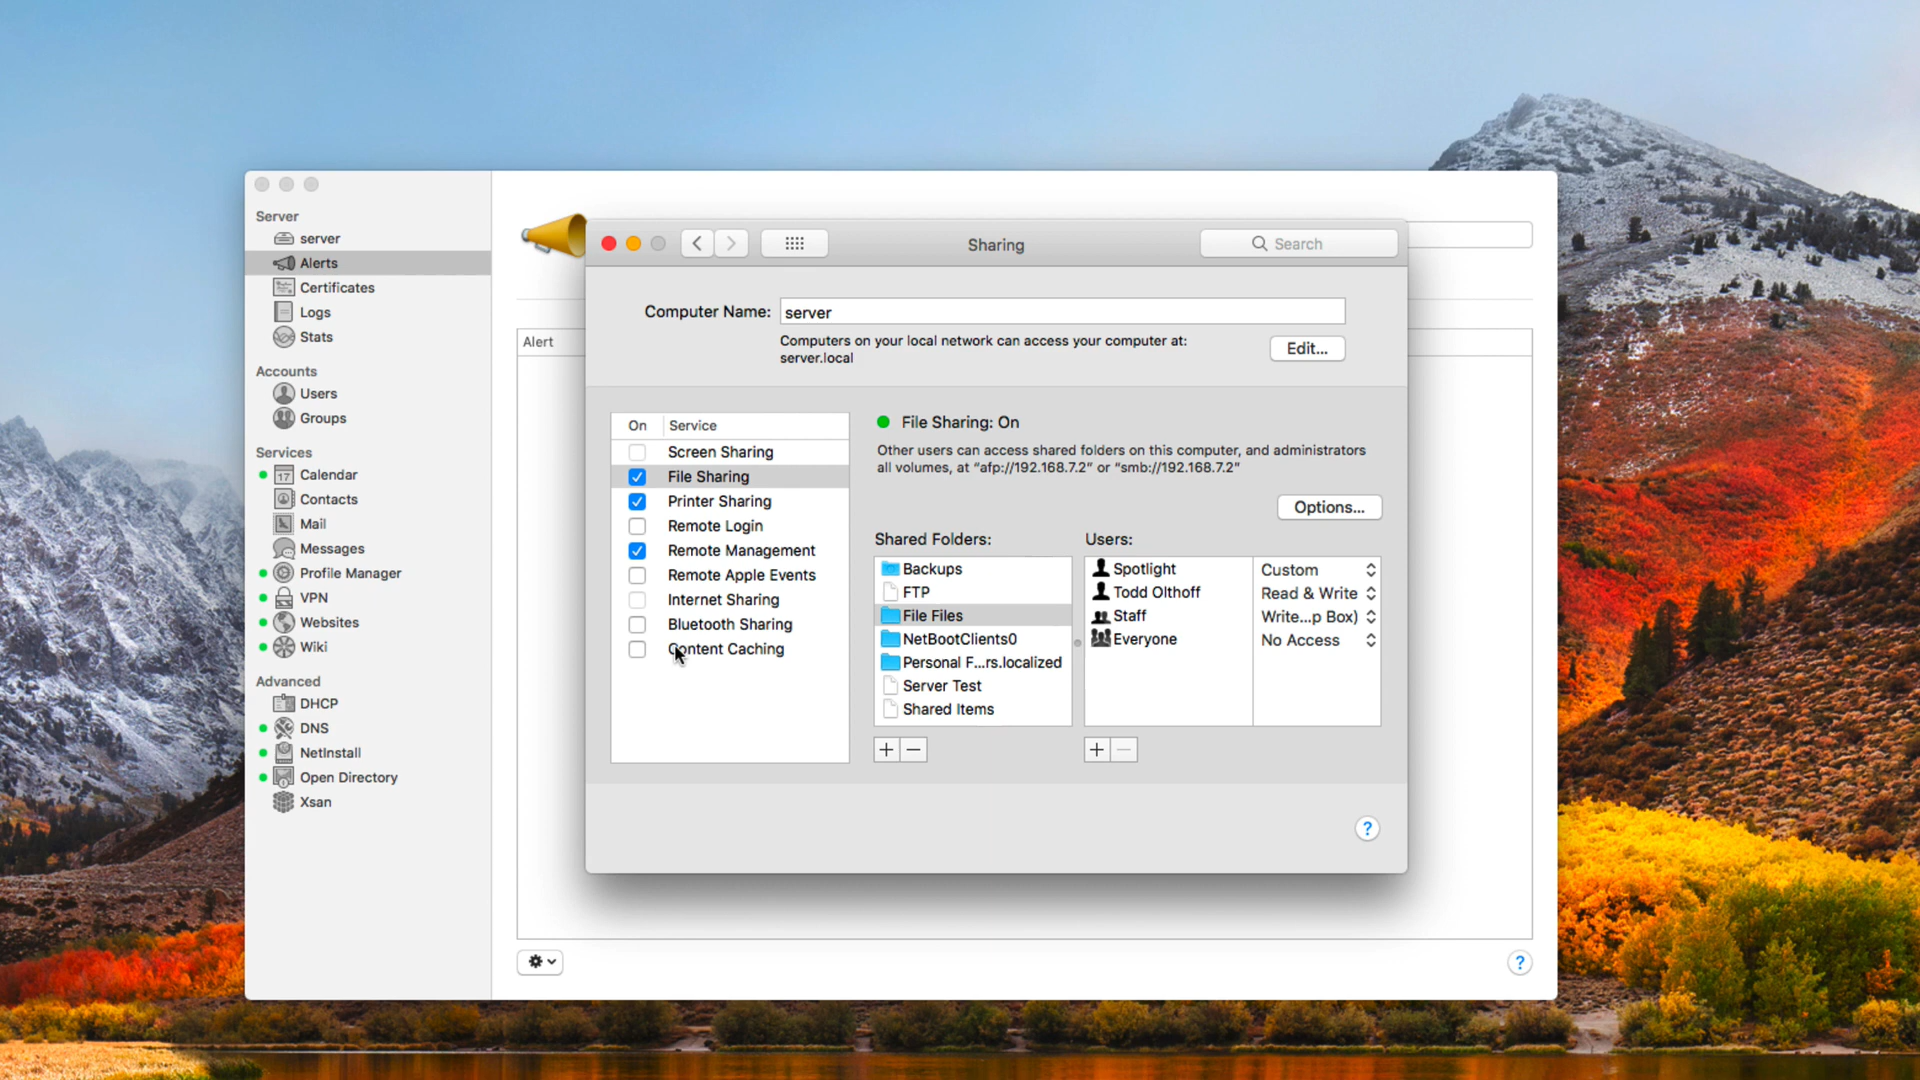 Server
server
Alerts
Certificates
Logs
Stats
Accounts
Users
Groups
Services
17 Calendar
Contacts
Mail
Messages
Profile Manager
VPN
Websites
Wiki
Advanced
DHCP
DNS
NetInstall
Open Directory
Xsan
Alert
Sharing
Search
Computer Name: server
Computers on your local network can access your computer at:
server.local
Edit...
On Service
Screen Sharing
File Sharing
Printer Sharing
Remote Login
Remote Management
Remote Apple Events
Internet Sharing
Bluetooth Sharing
Content Caching
File Sharing: On
Other users can access shared folders on this computer, and administrators
all volumes, at “afp://192.168.7.2” or “smb://192.168.7.2”
Options...
Shared Folders:
Backups
FTP
File Files
NetBootClients0
Personal F...rs.localized
Server Test
Shared Items
Users:
Spotlight Custom
Todd Olthoff Read & Write
Staff Write...p Box)
Everyone No Access
+ −
+ −
?
?